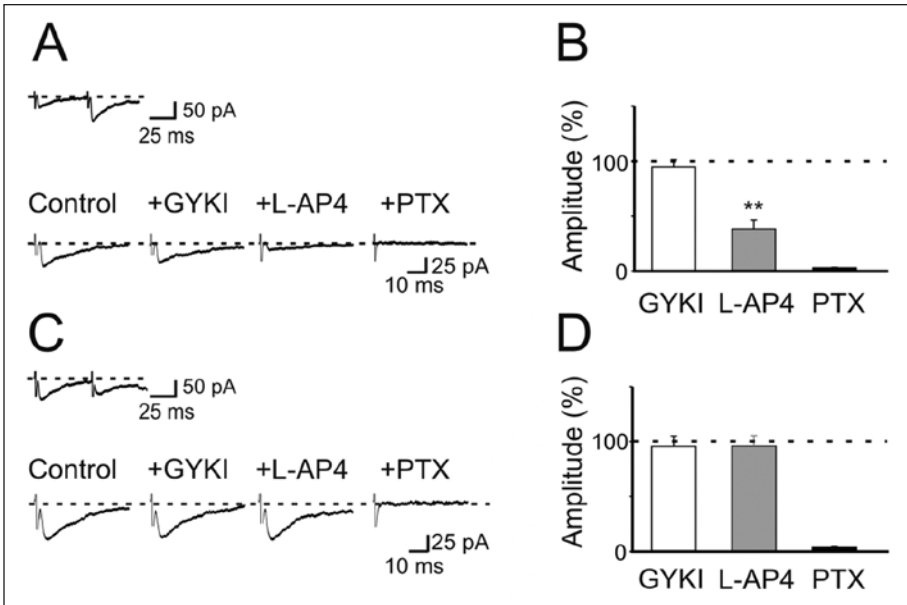 A
50 pA
25 ms
Control +GYKI +L-AP4 +PTX
25 pA
10 ms
B
Amplitude (%)
100
**
0
GYKI L-AP4 PTX
C
50 pA
25 ms
Control +GYKI +L-AP4 +PTX
25 pA
10 ms
D
Amplitude (%)
100
0
GYKI L-AP4 PTX